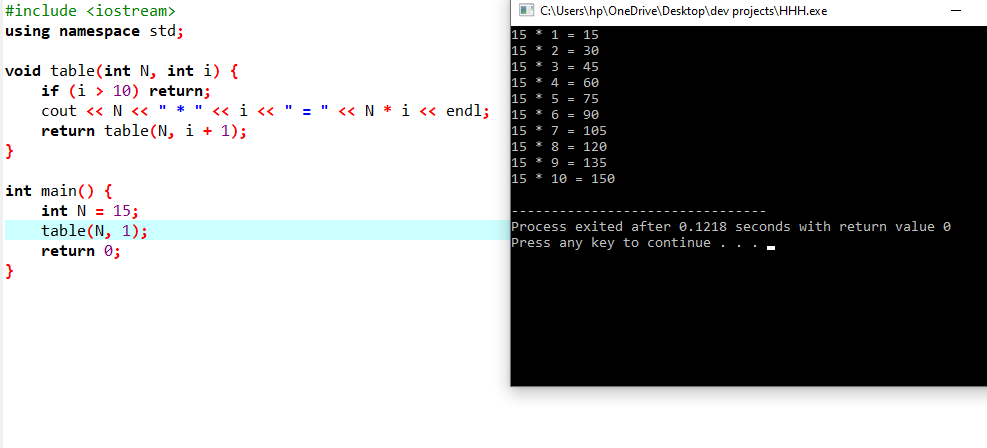 #include <iostream>
using namespace std;
void table(int N, int i) {
    if (i > 10) return;
    cout << N << " * " << i << " = " << N * i << endl;
    return table(N, i + 1);
}
int main() {
    int N = 15;
    table(N, 1);
    return 0;
}
C:\Users\hp\OneDrive\Desktop\dev projects\HHH.exe
15 * 1 = 15
15 * 2 = 30
15 * 3 = 45
15 * 4 = 60
15 * 5 = 75
15 * 6 = 90
15 * 7 = 105
15 * 8 = 120
15 * 9 = 135
15 * 10 = 150
--------------------------------
Process exited after 0.1218 seconds with return value 0
Press any key to continue . . .